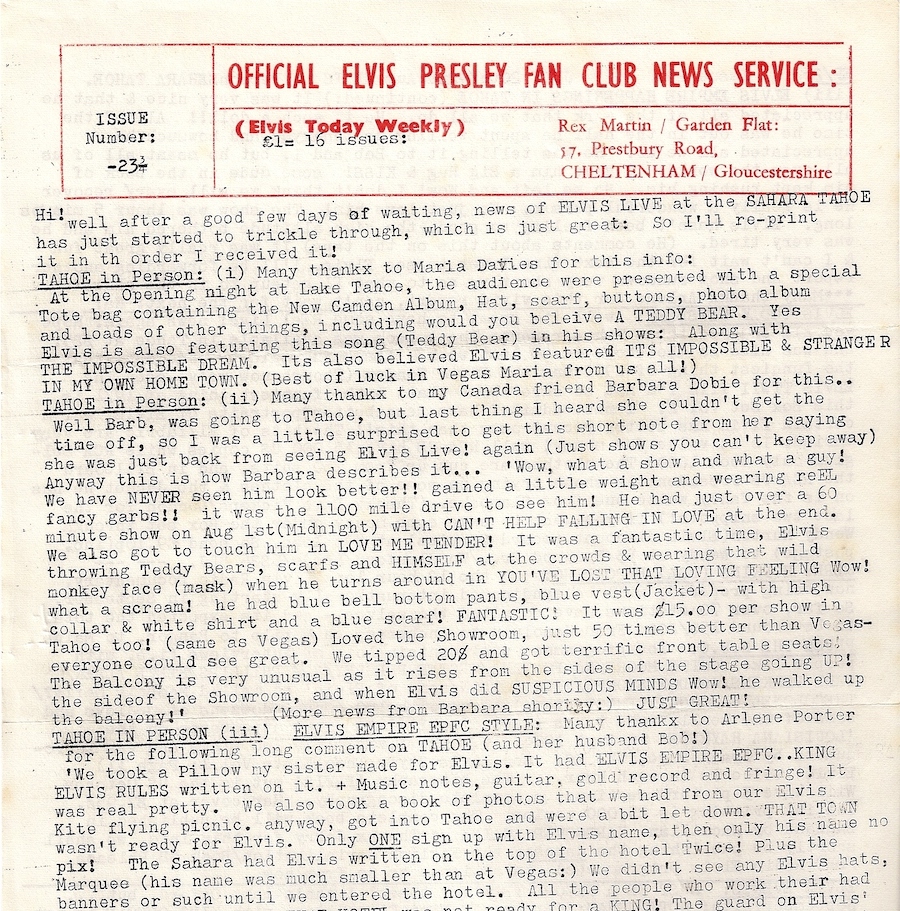 OFFICIAL ELVIS PRESLEY FAN CLUB NEWS SERVICE :
ISSUE
Number:
-23¾
(Elvis Today Weekly)
£1= 16 issues:
Rex Martin / Garden Flat:
57, Prestbury Road,
CHELTENHAM / Gloucestershire
Hi! well after a good few days of waiting, news of ELVIS LIVE at the SAHARA TAHOE
has just started to trickle through, which is just great: So I'll re-print
it in th order I received it!
TAHOE in Person: (i) Many thankx to Maria Davies for this info:
At the Opening night at Lake Tahoe, the audience were presented with a special
Tote bag containing the New Camden Album, Hat, scarf, buttons, photo album
and loads of other things, including would you beleive A TEDDY BEAR. Yes
Elvis is also featuring this song (Teddy Bear) in his shows: Along with
THE IMPOSSIBLE DREAM. Its also believed Elvis featured ITS IMPOSSIBLE & STRANGER
IN MY OWN HOME TOWN. (Best of luck in Vegas Maria from us all!)
TAHOE in Person: (ii) Many thankx to my Canada friend Barbara Dobie for this..
Well Barb, was going to Tahoe, but last thing I heard she couldn't get the
time off, so I was a little surprised to get this short note from her saying
she was just back from seeing Elvis Live! again (Just shows you can't keep away)
Anyway this is how Barbara describes it... 'Wow, what a show and what a guy!
We have NEVER seen him look better!! gained a little weight and wearing reEL
fancy garbs!! it was the 1100 mile drive to see him! He had just over a 60
minute show on Aug 1st(Midnight) with CAN'T HELP FALLING IN LOVE at the end.
We also got to touch him in LOVE ME TENDER! It was a fantastic time, Elvis
throwing Teddy Bears, scarfs and HIMSELF at the crowds & wearing that wild
monkey face (mask) when he turns around in YOU'VE LOST THAT LOVING FEELING Wow!
what a scream! he had blue bell bottom pants, blue vest(Jacket)- with high
collar & white shirt and a blue scarf! FANTASTIC! It was $15.oo per show in
Tahoe too! (same as Vegas) Loved the Showroom, just 50 times better than Vegas-
everyone could see great. We tipped 20$ and got terrific front table seats!
The Balcony is very unusual as it rises from the sides of the stage going UP!
the sideof the Showroom, and when Elvis did SUSPICIOUS MINDS Wow! he walked up
the balcony!' (More news from Barbara :) JUST GREAT!
TAHOE IN PERSON (iii) ELVIS EMPIRE EPFC STYLE: Many thankx to Arlene Porter
for the following long comment on TAHOE (and her husband Bob!)
'We took a Pillow my sister made for Elvis. It had ELVIS EMPIRE EPFC..KING
ELVIS RULES written on it. + Music notes, guitar, gold record and fringe! It
was real pretty. We also took a book of photos that we had from our Elvis
Kite flying picnic. anyway, got into Tahoe and were a bit let down. THAT TOWN
wasn't ready for Elvis. Only ONE sign up with Elvis name, then only his name no
pix! The Sahara had Elvis written on the top of the hotel Twice! Plus the
Marquee (his name was much smaller than at Vegas:) We didn't see any Elvis hats,
banners or such until we entered the hotel. All the people who work their had
HOTEL was not ready for a KING! The guard on Elvis'